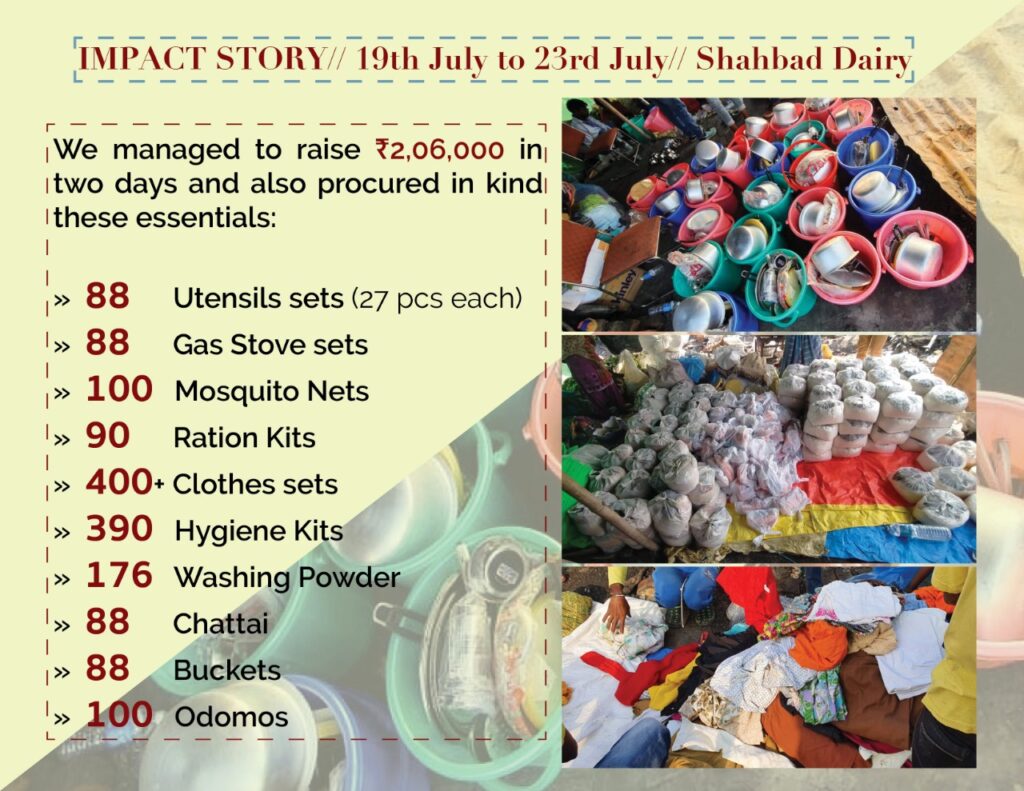 IMPACT STORY// 19th July to 23rd July// Shahbad Dairy
We managed to raise ₹2,06,000 in
two days and also procured in kind
these essentials:
» 88 Utensils sets (27 pcs each)
» 88 Gas Stove sets
» 100 Mosquito Nets
» 90 Ration Kits
» 400+ Clothes sets
» 390 Hygiene Kits
» 176 Washing Powder
» 88 Chattai
» 88 Buckets
» 100 Odomos